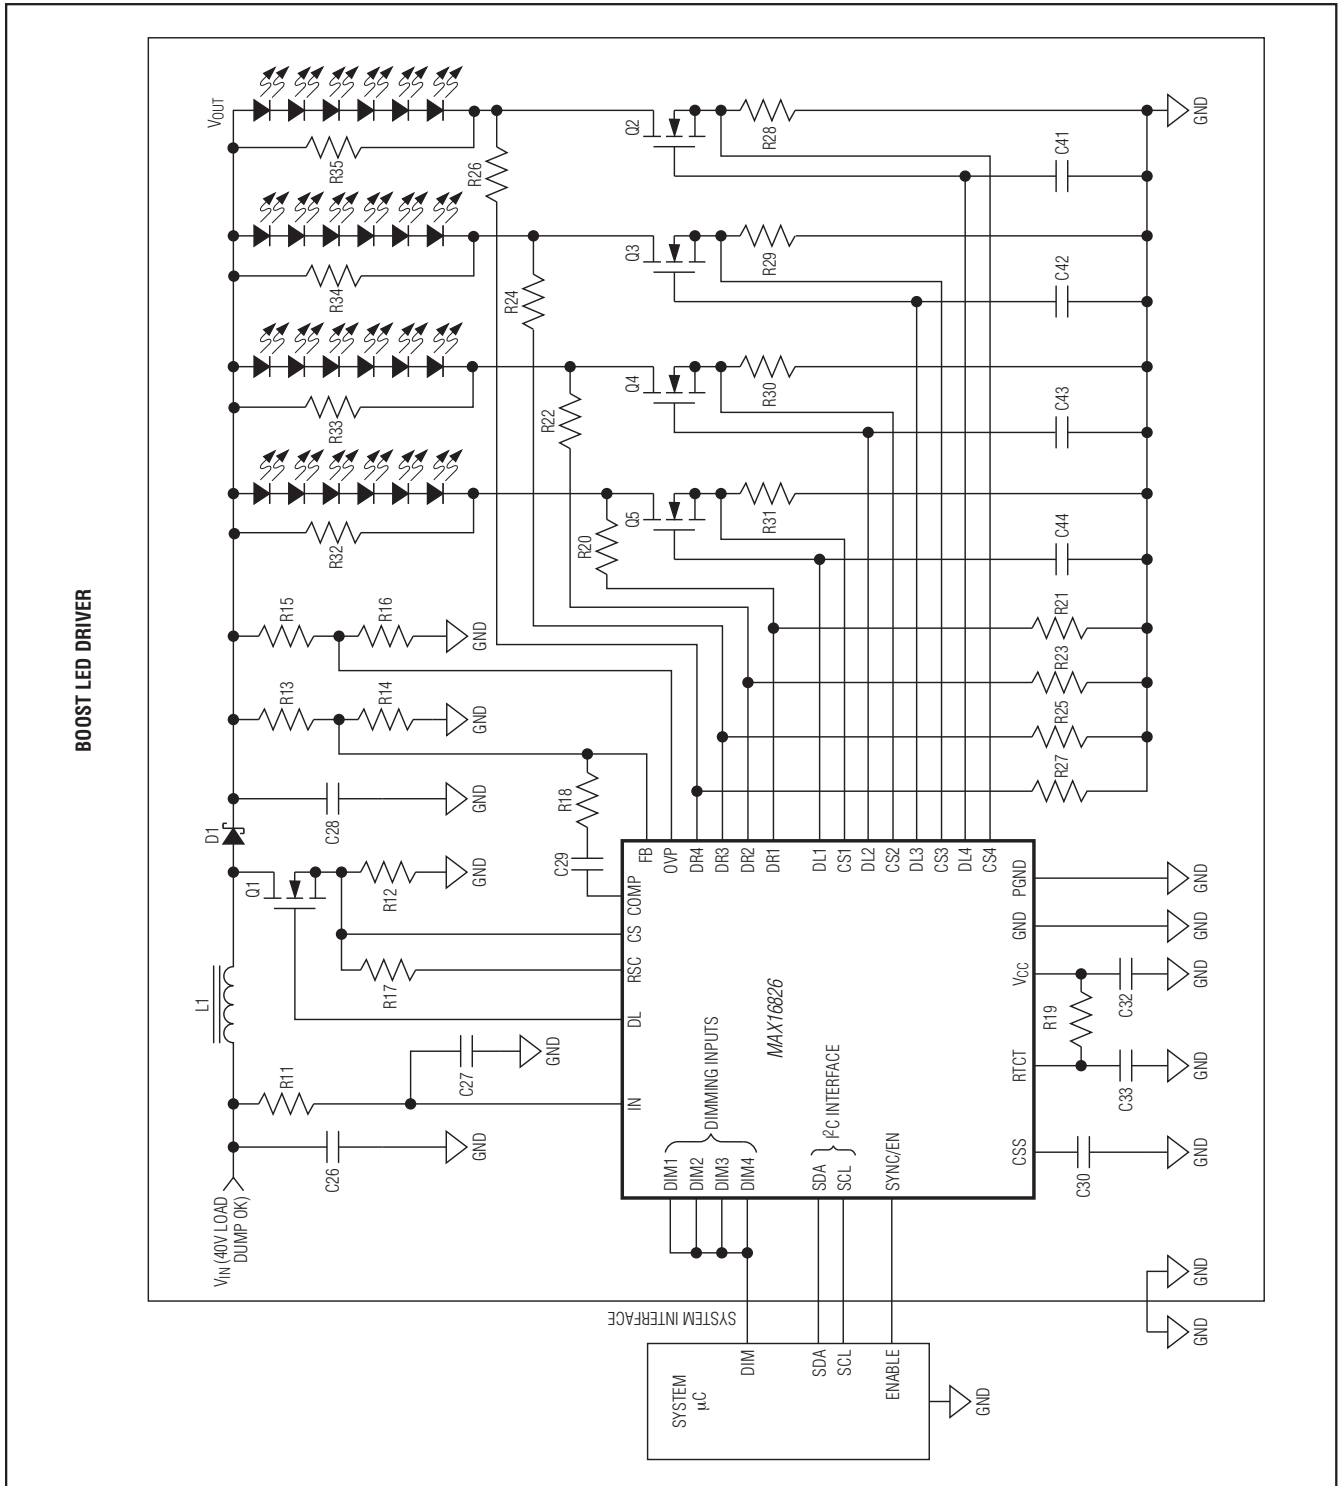 BOOST LED DRIVER
VIN (40V LOAD
DUMP OK)
L1
D1
VOUT
C26
GND
R11
C27
GND
Q1
R17
R12
GND
C28
GND
R13
R14
GND
R15
R16
GND
R32
R33
R34
R35
R20
R22
R24
R26
C29
R18
Q5
Q4
Q3
Q2
R31
R30
R29
R28
IN
DL
RSC
CS
COMP
FB
OVP
DR4
DR3
DR2
DR1
DL1
CS1
DL2
CS2
DL3
CS3
DL4
CS4
DIM1
DIM2
DIM3
DIM4
DIMMING INPUTS
SDA
SCL
I2C INTERFACE
SYNC/EN
MAX16826
CSS
RTCT
VCC
GND
PGND
C30
GND
C33
GND
R19
C32
GND
GND
GND
R27
R25
R23
R21
C44
C43
C42
C41
GND
SYSTEM INTERFACE
SYSTEM
µC
DIM
SDA
SCL
ENABLE
GND
GND
GND